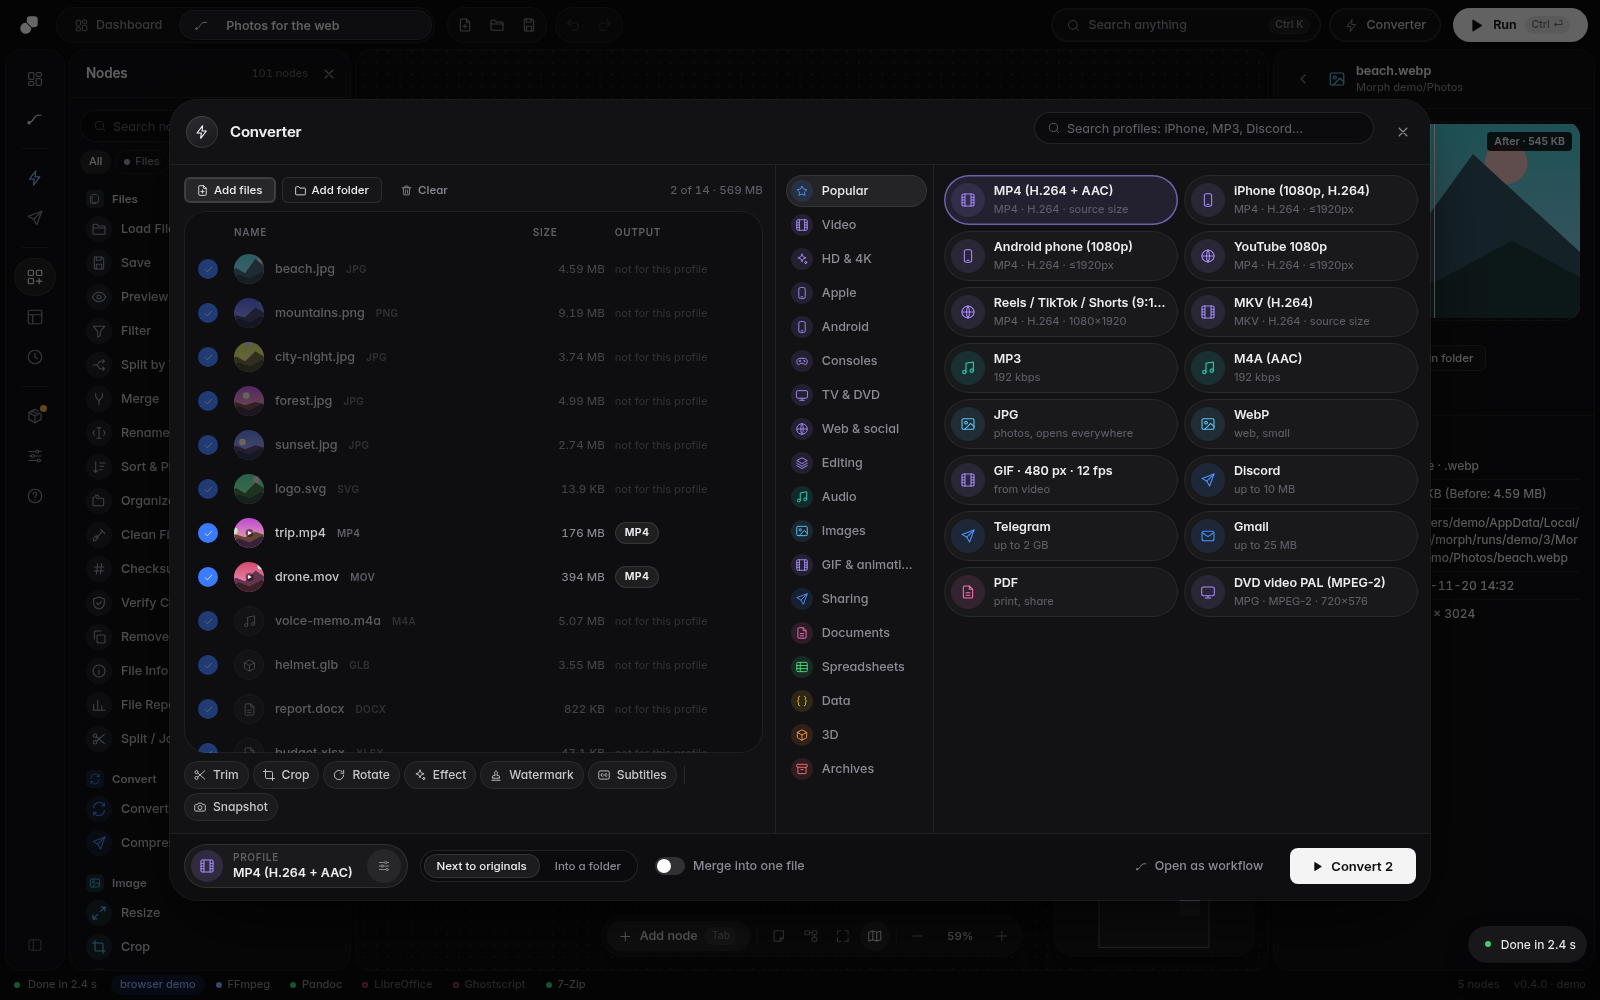 Dashboard
Photos for the web
Search anything
Ctrl K
Converter
Run
Ctrl ⏎
Nodes
101 nodes
beach.webp
Morph demo/Photos
Search
All
Files
Files
Load
Save
Preview
Filter
Split by
Merge
Rename
Sort &
Clean
Verify
Remove
File Info
File
Split /
Convert
Convert
Image
Resize
Crop
Converter
Search profiles: iPhone, MP3, Discord...
Add files
Add folder
Clear
2 of 14 · 569 MB
NAME
SIZE
OUTPUT
beach.jpg JPG 4.59 MB not for this profile
mountains.png PNG 9.19 MB not for this profile
city-night.jpg JPG 3.74 MB not for this profile
forest.jpg JPG 4.99 MB not for this profile
sunset.jpg JPG 2.74 MB not for this profile
logo.svg SVG 13.9 KB not for this profile
trip.mp4 MP4 176 MB MP4
drone.mov MOV 394 MB MP4
voice-memo.m4a M4A 5.07 MB not for this profile
helmet.glb GLB 3.55 MB not for this profile
report.docx DOCX 822 KB not for this profile
budget.xlsx XLSX 47.1 KB not for this profile
Trim
Crop
Rotate
Effect
Watermark
Subtitles
Snapshot
Popular
Video
HD & 4K
Apple
Android
Consoles
TV & DVD
Web & social
Editing
Audio
Images
GIF & animati...
Sharing
Documents
Spreadsheets
Data
3D
Archives
MP4 (H.264 + AAC)
MP4 · H.264 · source size
iPhone (1080p, H.264)
MP4 · H.264 · ≤1920px
Android phone (1080p)
MP4 · H.264 · ≤1920px
YouTube 1080p
MP4 · H.264 · ≤1920px
Reels / TikTok / Shorts (9:1...
MP4 · H.264 · 1080×1920
MKV (H.264)
MKV · H.264 · source size
MP3
192 kbps
M4A (AAC)
192 kbps
JPG
photos, opens everywhere
WebP
web, small
GIF · 480 px · 12 fps
from video
Discord
up to 10 MB
Telegram
up to 2 GB
Gmail
up to 25 MB
PDF
print, share
DVD video PAL (MPEG-2)
MPG · MPEG-2 · 720×576
After · 545 KB
n folder
e · .webp
KB (Before: 4.59 MB)
ers/demo/AppData/Local/
/morph/runs/demo/3/Mor
mo/Photos/beach.webp
-11-20 14:32
× 3024
PROFILE
MP4 (H.264 + AAC)
Next to originals
Into a folder
Merge into one file
Open as workflow
Convert 2
Add node
Tab
59%
Done in 2.4 s
Done in 2.4 s
browser demo
FFmpeg
Pandoc
LibreOffice
Ghostscript
7-Zip
5 nodes
v0.4.0 · demo